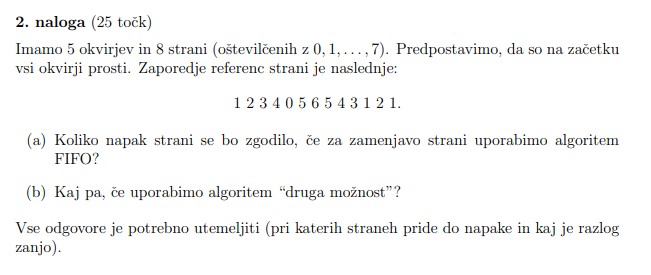 2. naloga (25 točk)
Imamo 5 okvirjev in 8 strani (oštevilčenih z 0, 1, . . . , 7). Predpostavimo, da so na začetku
vsi okvirji prosti. Zaporedje referenc strani je naslednje:
1 2 3 4 0 5 6 5 4 3 1 2 1.
(a) Koliko napak strani se bo zgodilo, če za zamenjavo strani uporabimo algoritem
FIFO?
(b) Kaj pa, če uporabimo algoritem “druga možnost”?
Vse odgovore je potrebno utemeljiti (pri katerih straneh pride do napake in kaj je razlog
zanjo).